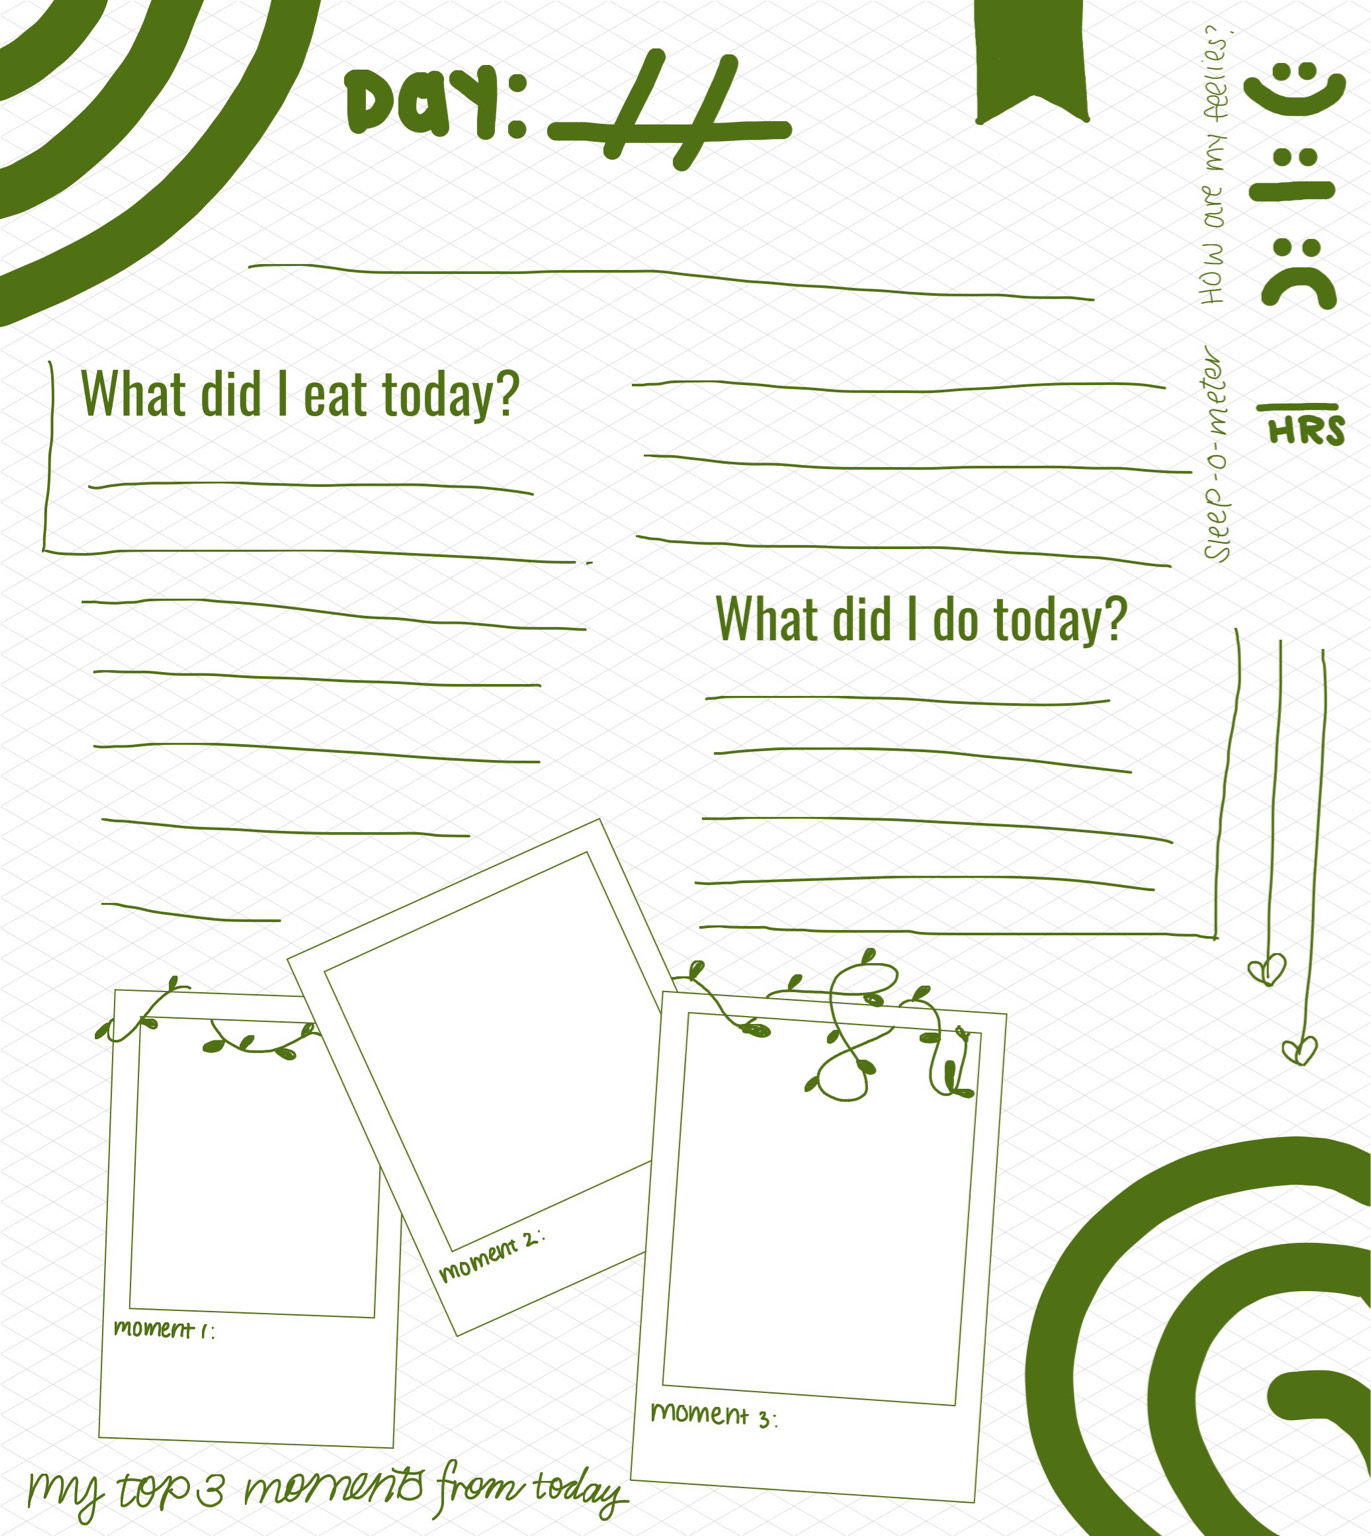 Day: //
How are my feelies?
Sleep-o-meter
HRS
What did I eat today?
What did I do today?
moment 1:
moment 2:
moment 3:
my top 3 moments from today